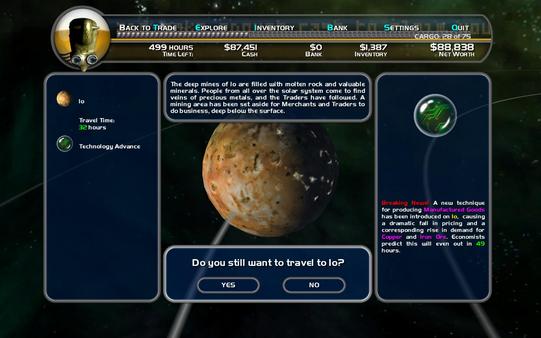 Back to Trade Explore Inventory Bank Settings Quit
Cargo: 28 of 75
499 hours $87,451 $0 $1,387 $88,838
Time Left: Cash Bank Inventory Net Worth
Io
Travel Time:
32 hours
Technology Advance
The deep mines of Io are filled with molten rock and valuable
minerals. People from all over the solar system come to find
veins of precious metals, and the Traders have followed. A
mining area has been set aside for Merchants and Traders to
do business, deep below the surface.
Do you still want to travel to Io?
Yes No
Breaking News! A new technique
for producing Manufactured Goods
has been introduced on Io, causing
a dramatic fall in pricing and a
corresponding rise in demand for
Copper and Iron Ore. Economists
predict this will even out in 49
hours.